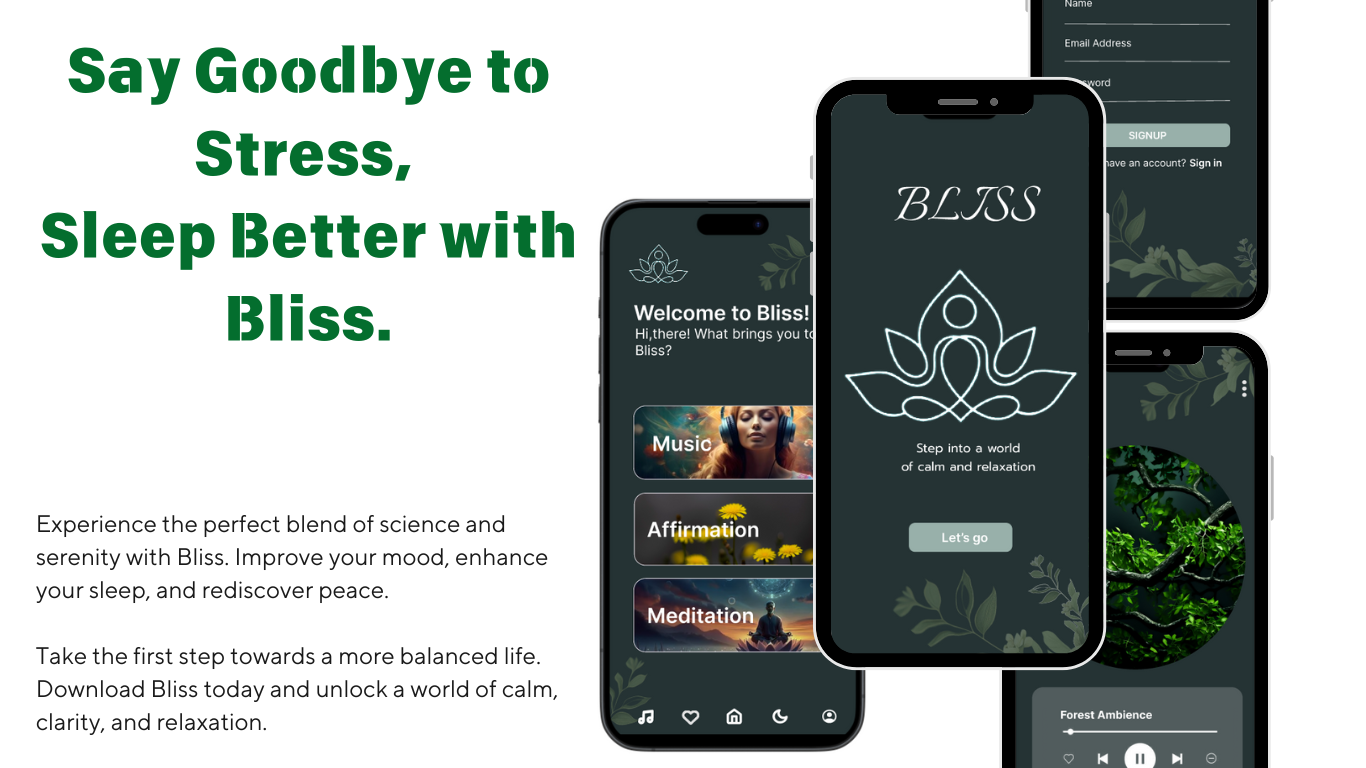 Say Goodbye to
Stress,
Sleep Better with
Bliss.
Experience the perfect blend of science and
serenity with Bliss. Improve your mood, enhance
your sleep, and rediscover peace.
Take the first step towards a more balanced life.
Download Bliss today and unlock a world of calm,
clarity, and relaxation.
Welcome to Bliss!
Hi,there! What brings you to
Bliss?
Music
Affirmation
Meditation
BLISS
Step into a world
of calm and relaxation
Let's go
Name
Email Address
SIGNUP
have an account? Sign in
Forest Ambience